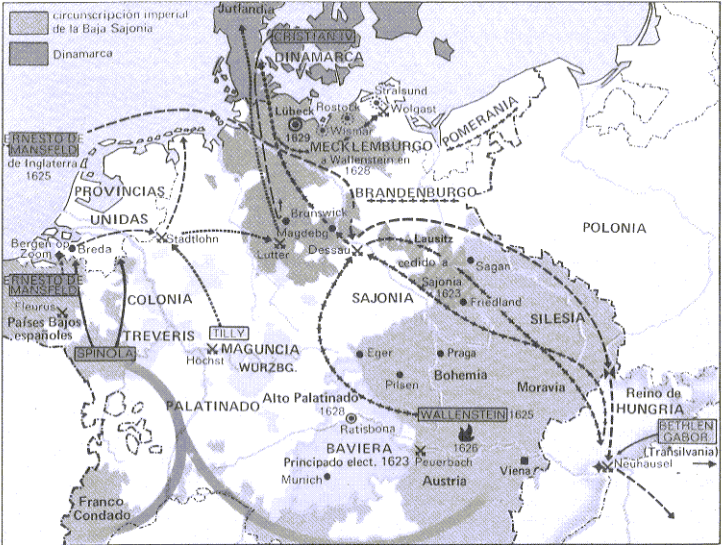 Jutlandia
circunscripción imperial
de la Baja Sajonia
Dinamarca
CRISTIAN IV
DINAMARCA
Stralsund
Rostock
Wolgast
Lübeck
1629
Wismar
MECKLEMBURGO
a Wallenstein en
1628
POMERANIA
ERNESTO DE
MANSFELD
de Inglaterra
1625
PROVINCIAS
UNIDAS
BRANDENBURGO
POLONIA
Bergen op
Zoom
Breda
Stadtlohn
Brunswick
Magdebg
Lutter
Dessau
Lausitz
cedido a
Sajonia
1623
Sagan
Friedland
SILESIA
ERNESTO DE
MANSFELD
Fleurus
Países Bajos
españoles
COLONIA
SAJONIA
TREVERIS
TILLY
SPINOLA
Höchst
MAGUNCIA
WURZBG.
Eger
Praga
Pilsen
Bohemia
Moravia
Reino de
HUNGRIA
PALATINADO
Alto Palatinado
1628
WALLENSTEIN 1625
BETHLEN
GABOR
(Transilvania)
Ratisbona
1626
BAVIERA
Principado elect. 1623
Peuerbach
Viena
Neuhausel
Munich
Austria
Franco
Condado